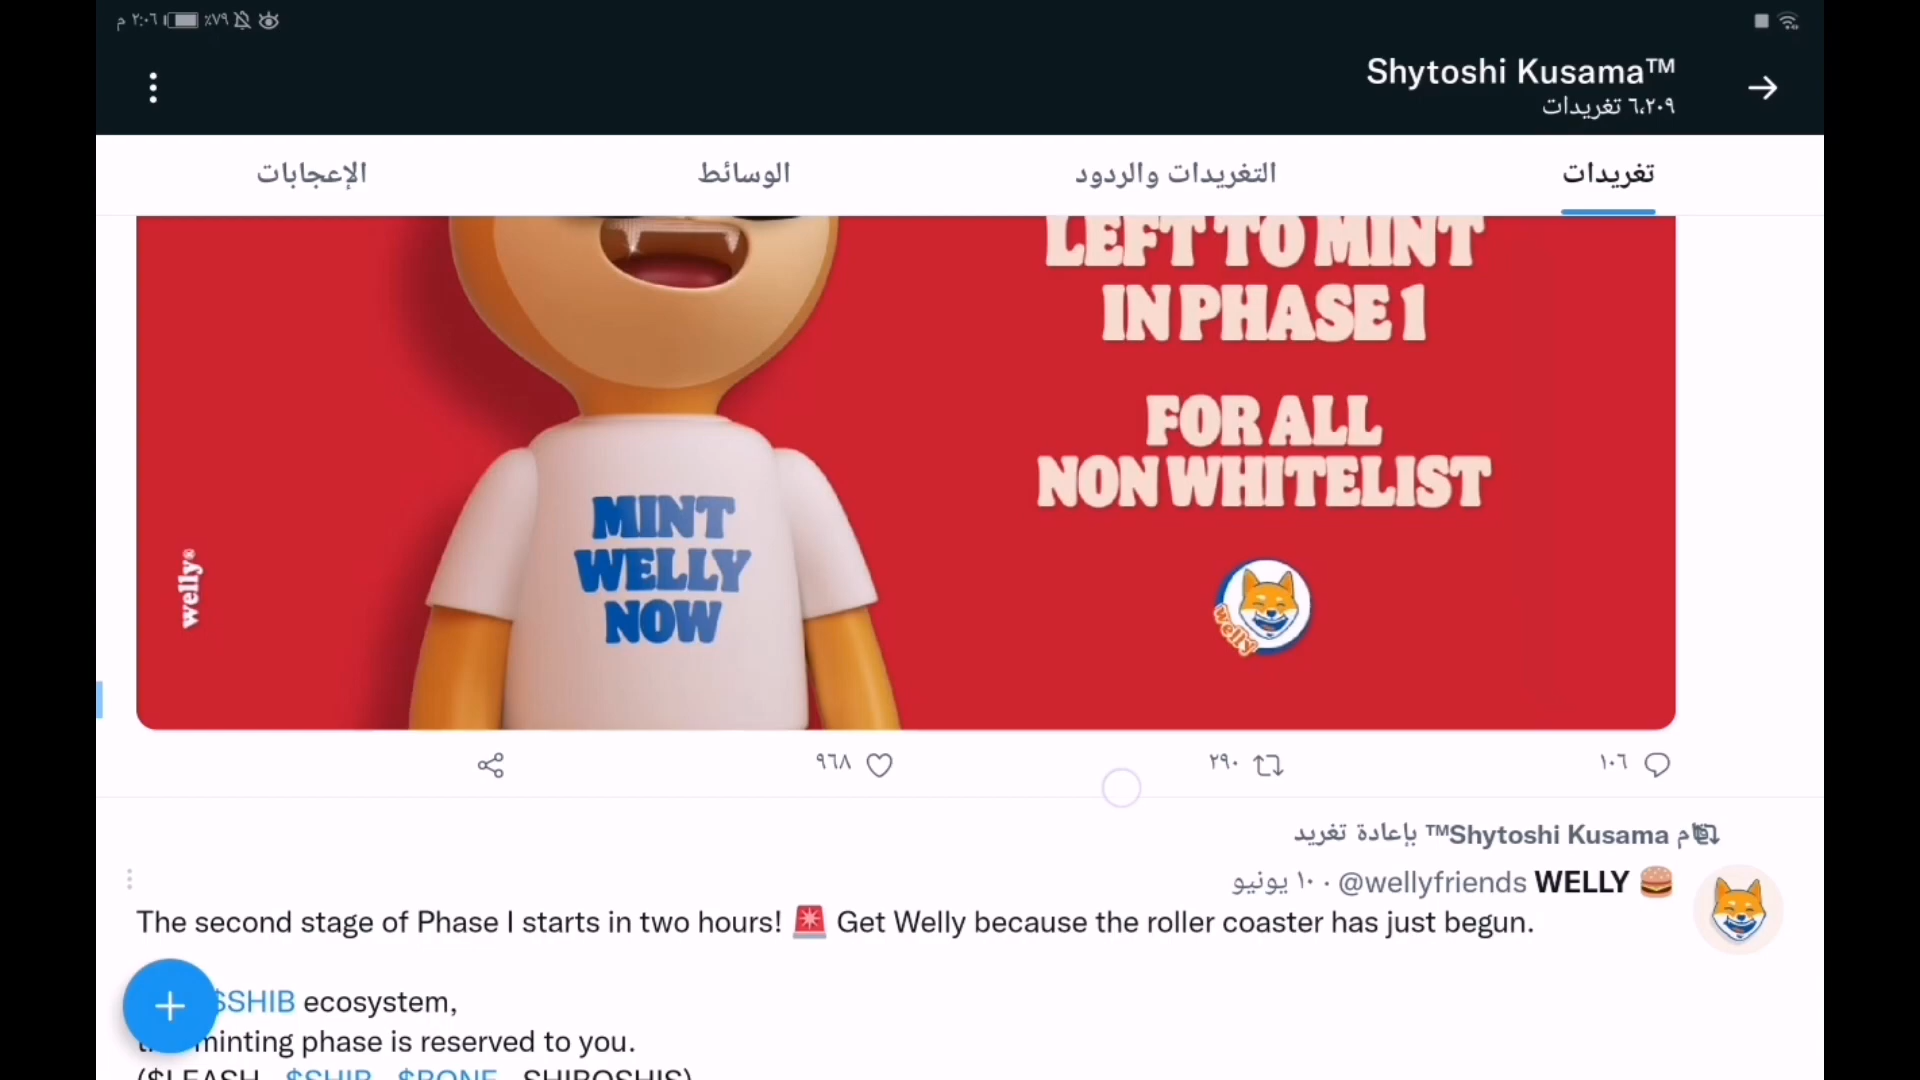 م ٢:٠٦ ٪٧٩
Shytoshi Kusama™
٦،٢٠٩ تغريدات
تغريدات
التغريدات والردود
الوسائط
الإعجابات
LEFT TO MINT
IN PHASE 1
FOR ALL
NON WHITELIST
MINT
WELLY
NOW
welly®
welly
١٠٦
٢٩٠
٩٦٨
Shytoshi Kusama™ بإعادة تغريد
WELLY 🍔 @wellyfriends · ١٠ يونيو
The second stage of Phase I starts in two hours! 🚨 Get Welly because the roller coaster has just begun.
$SHIB ecosystem,
minting phase is reserved to you.
($LEASH $SHIB $BONE SHIBOSHIS)